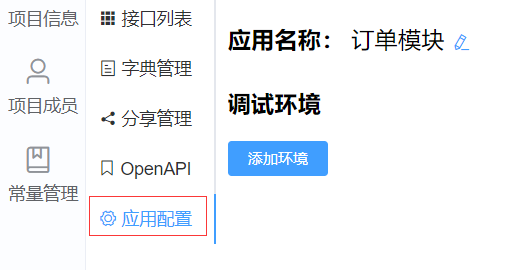 项目信息
项目成员
常量管理
接口列表
字典管理
分享管理
OpenAPI
应用配置
应用名称： 订单模块
调试环境
添加环境